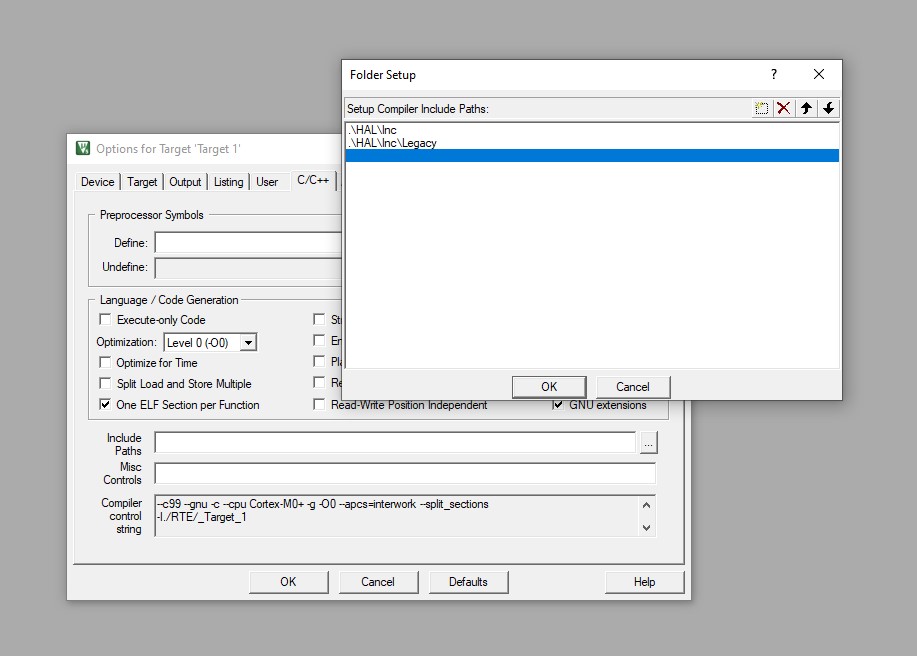 Folder Setup
?
Setup Compiler Include Paths:
.\HAL\Inc
.\HAL\Inc\Legacy
OK Cancel
Options for Target 'Target 1'
Device Target Output Listing User C/C++
Preprocessor Symbols
Define:
Undefine:
Language / Code Generation
Execute-only Code
Optimization: Level 0 (-O0)
Optimize for Time
Split Load and Store Multiple
One ELF Section per Function Read-Write Position Independent GNU extensions
Include
Paths
...
Misc
Controls
Compiler
control
string
--c99 --gnu -c --cpu Cortex-M0+ -g -O0 --apcs=interwork --split_sections
-I./RTE/_Target_1
OK Cancel Defaults Help